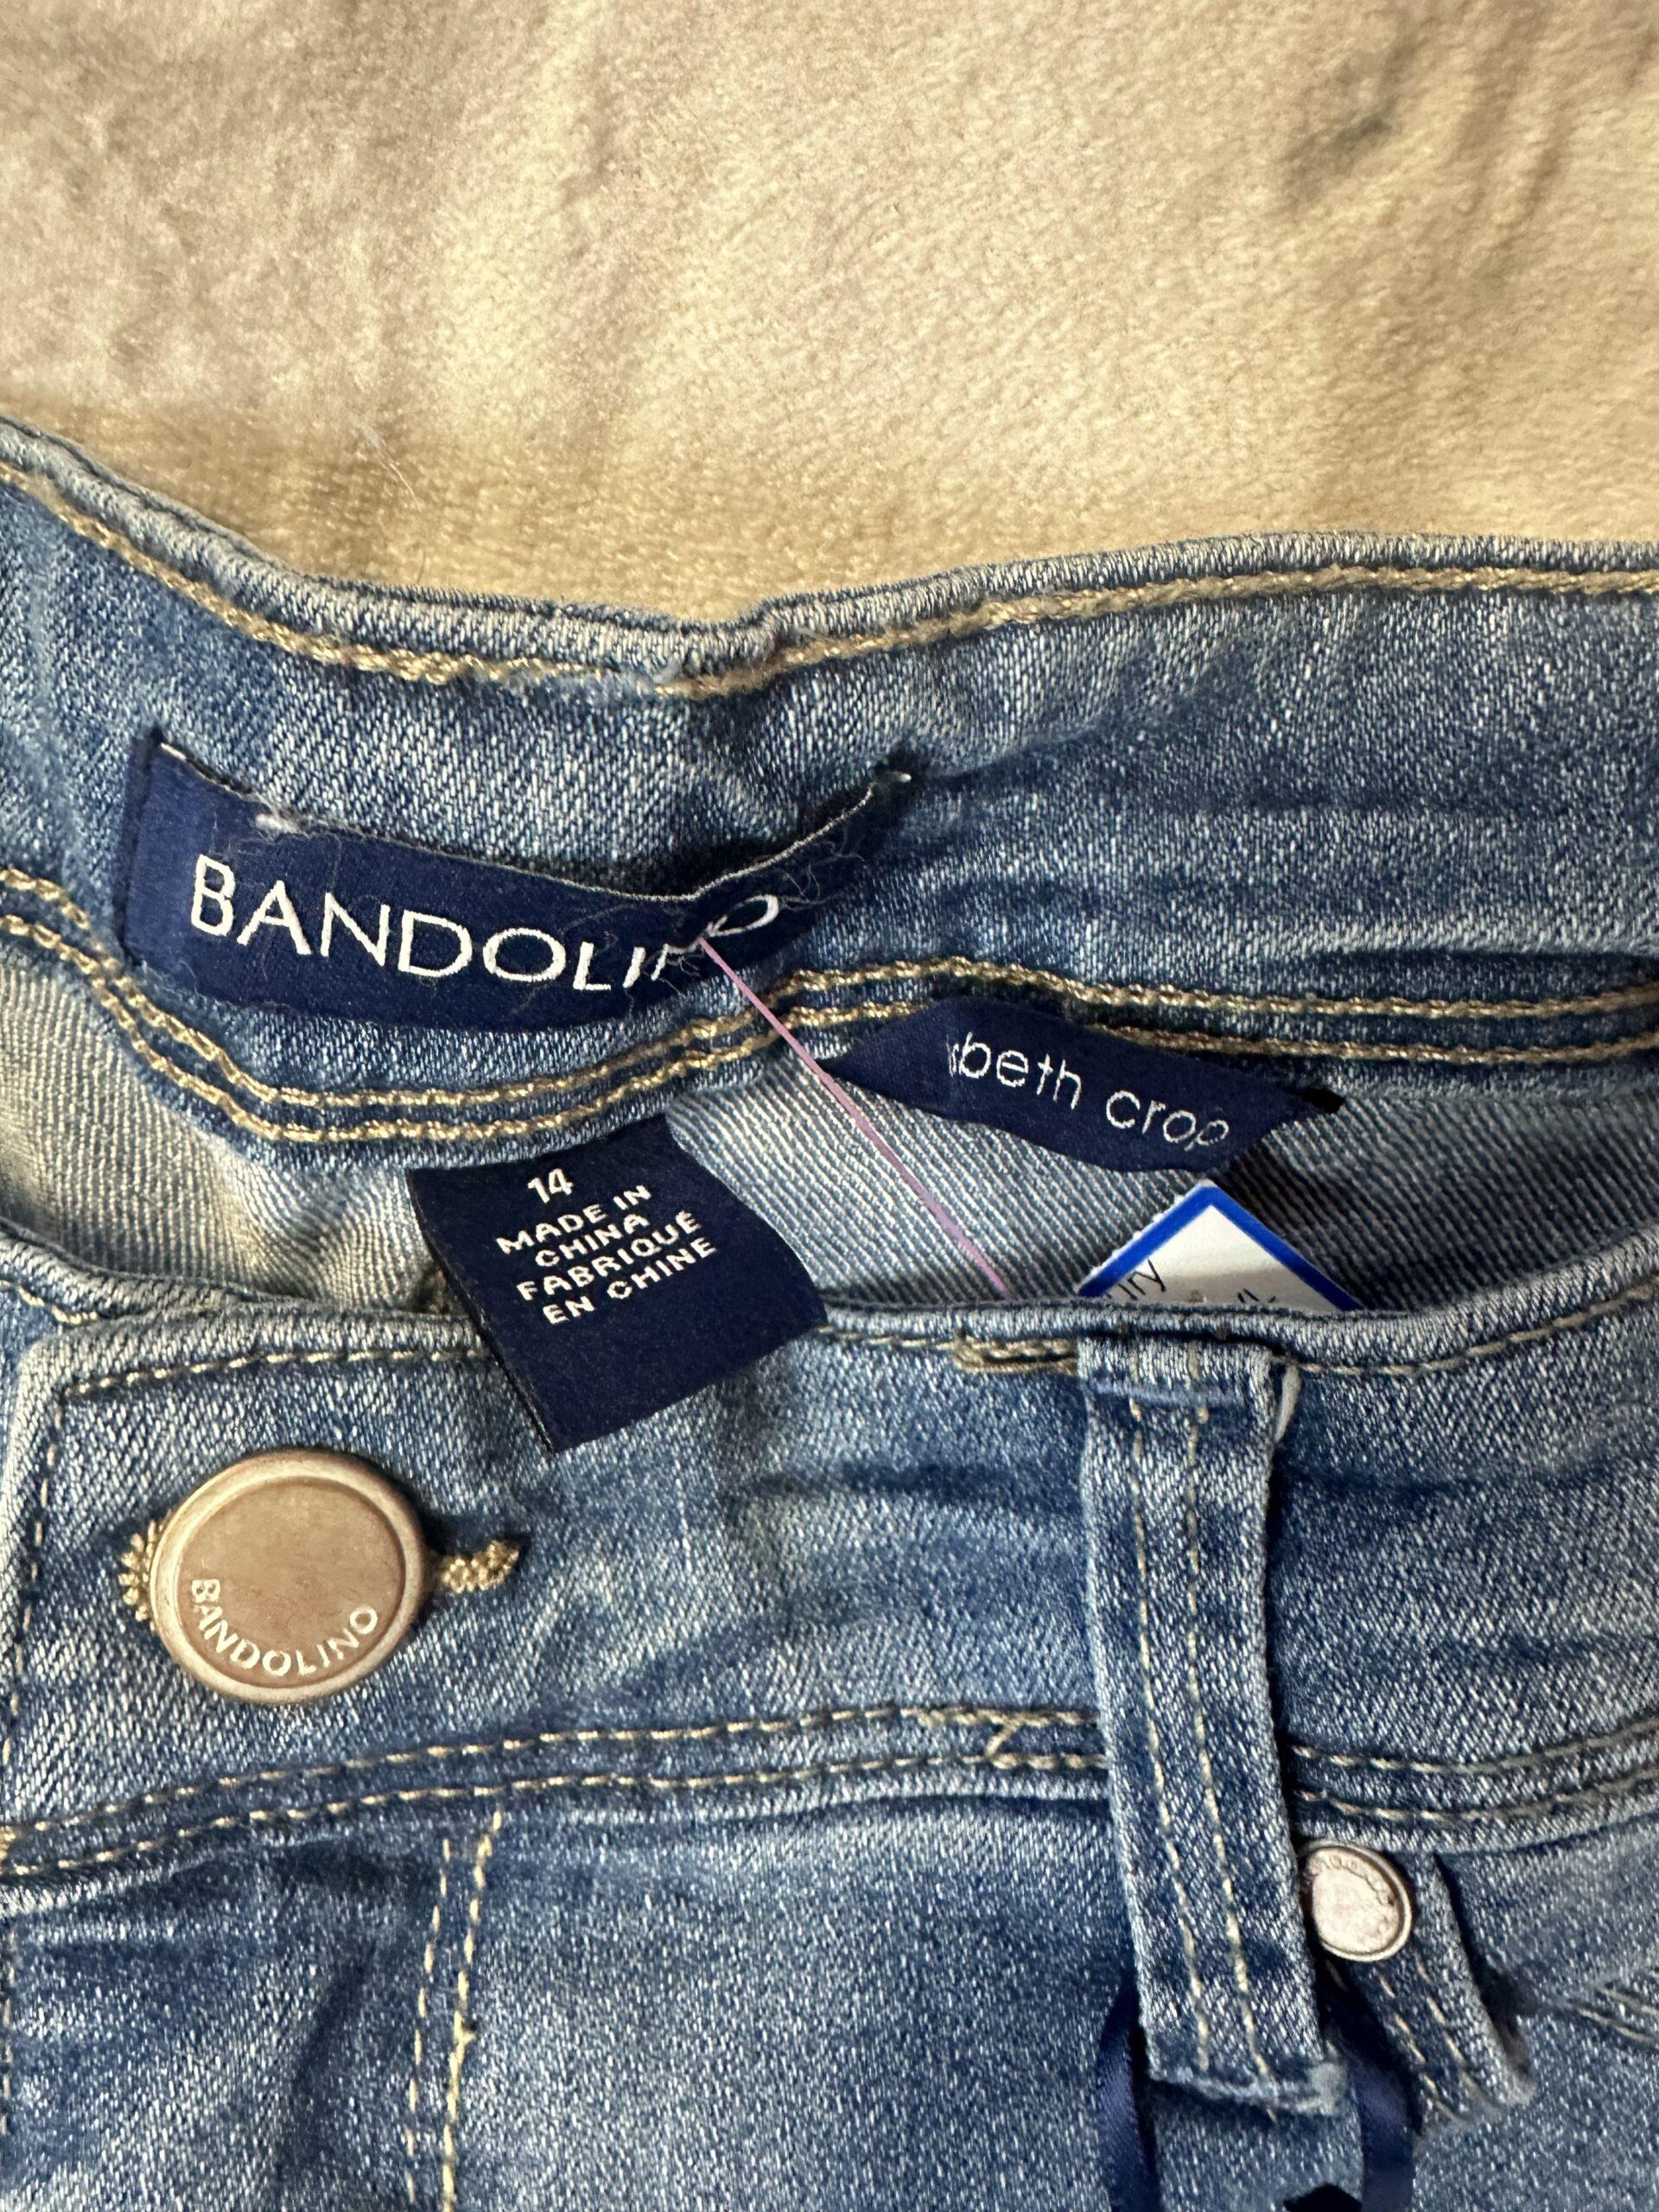 BANDOLINO
beth crop
14
MADE IN
CHINA
FABRIQUÉ
EN CHINE
BANDOLINO